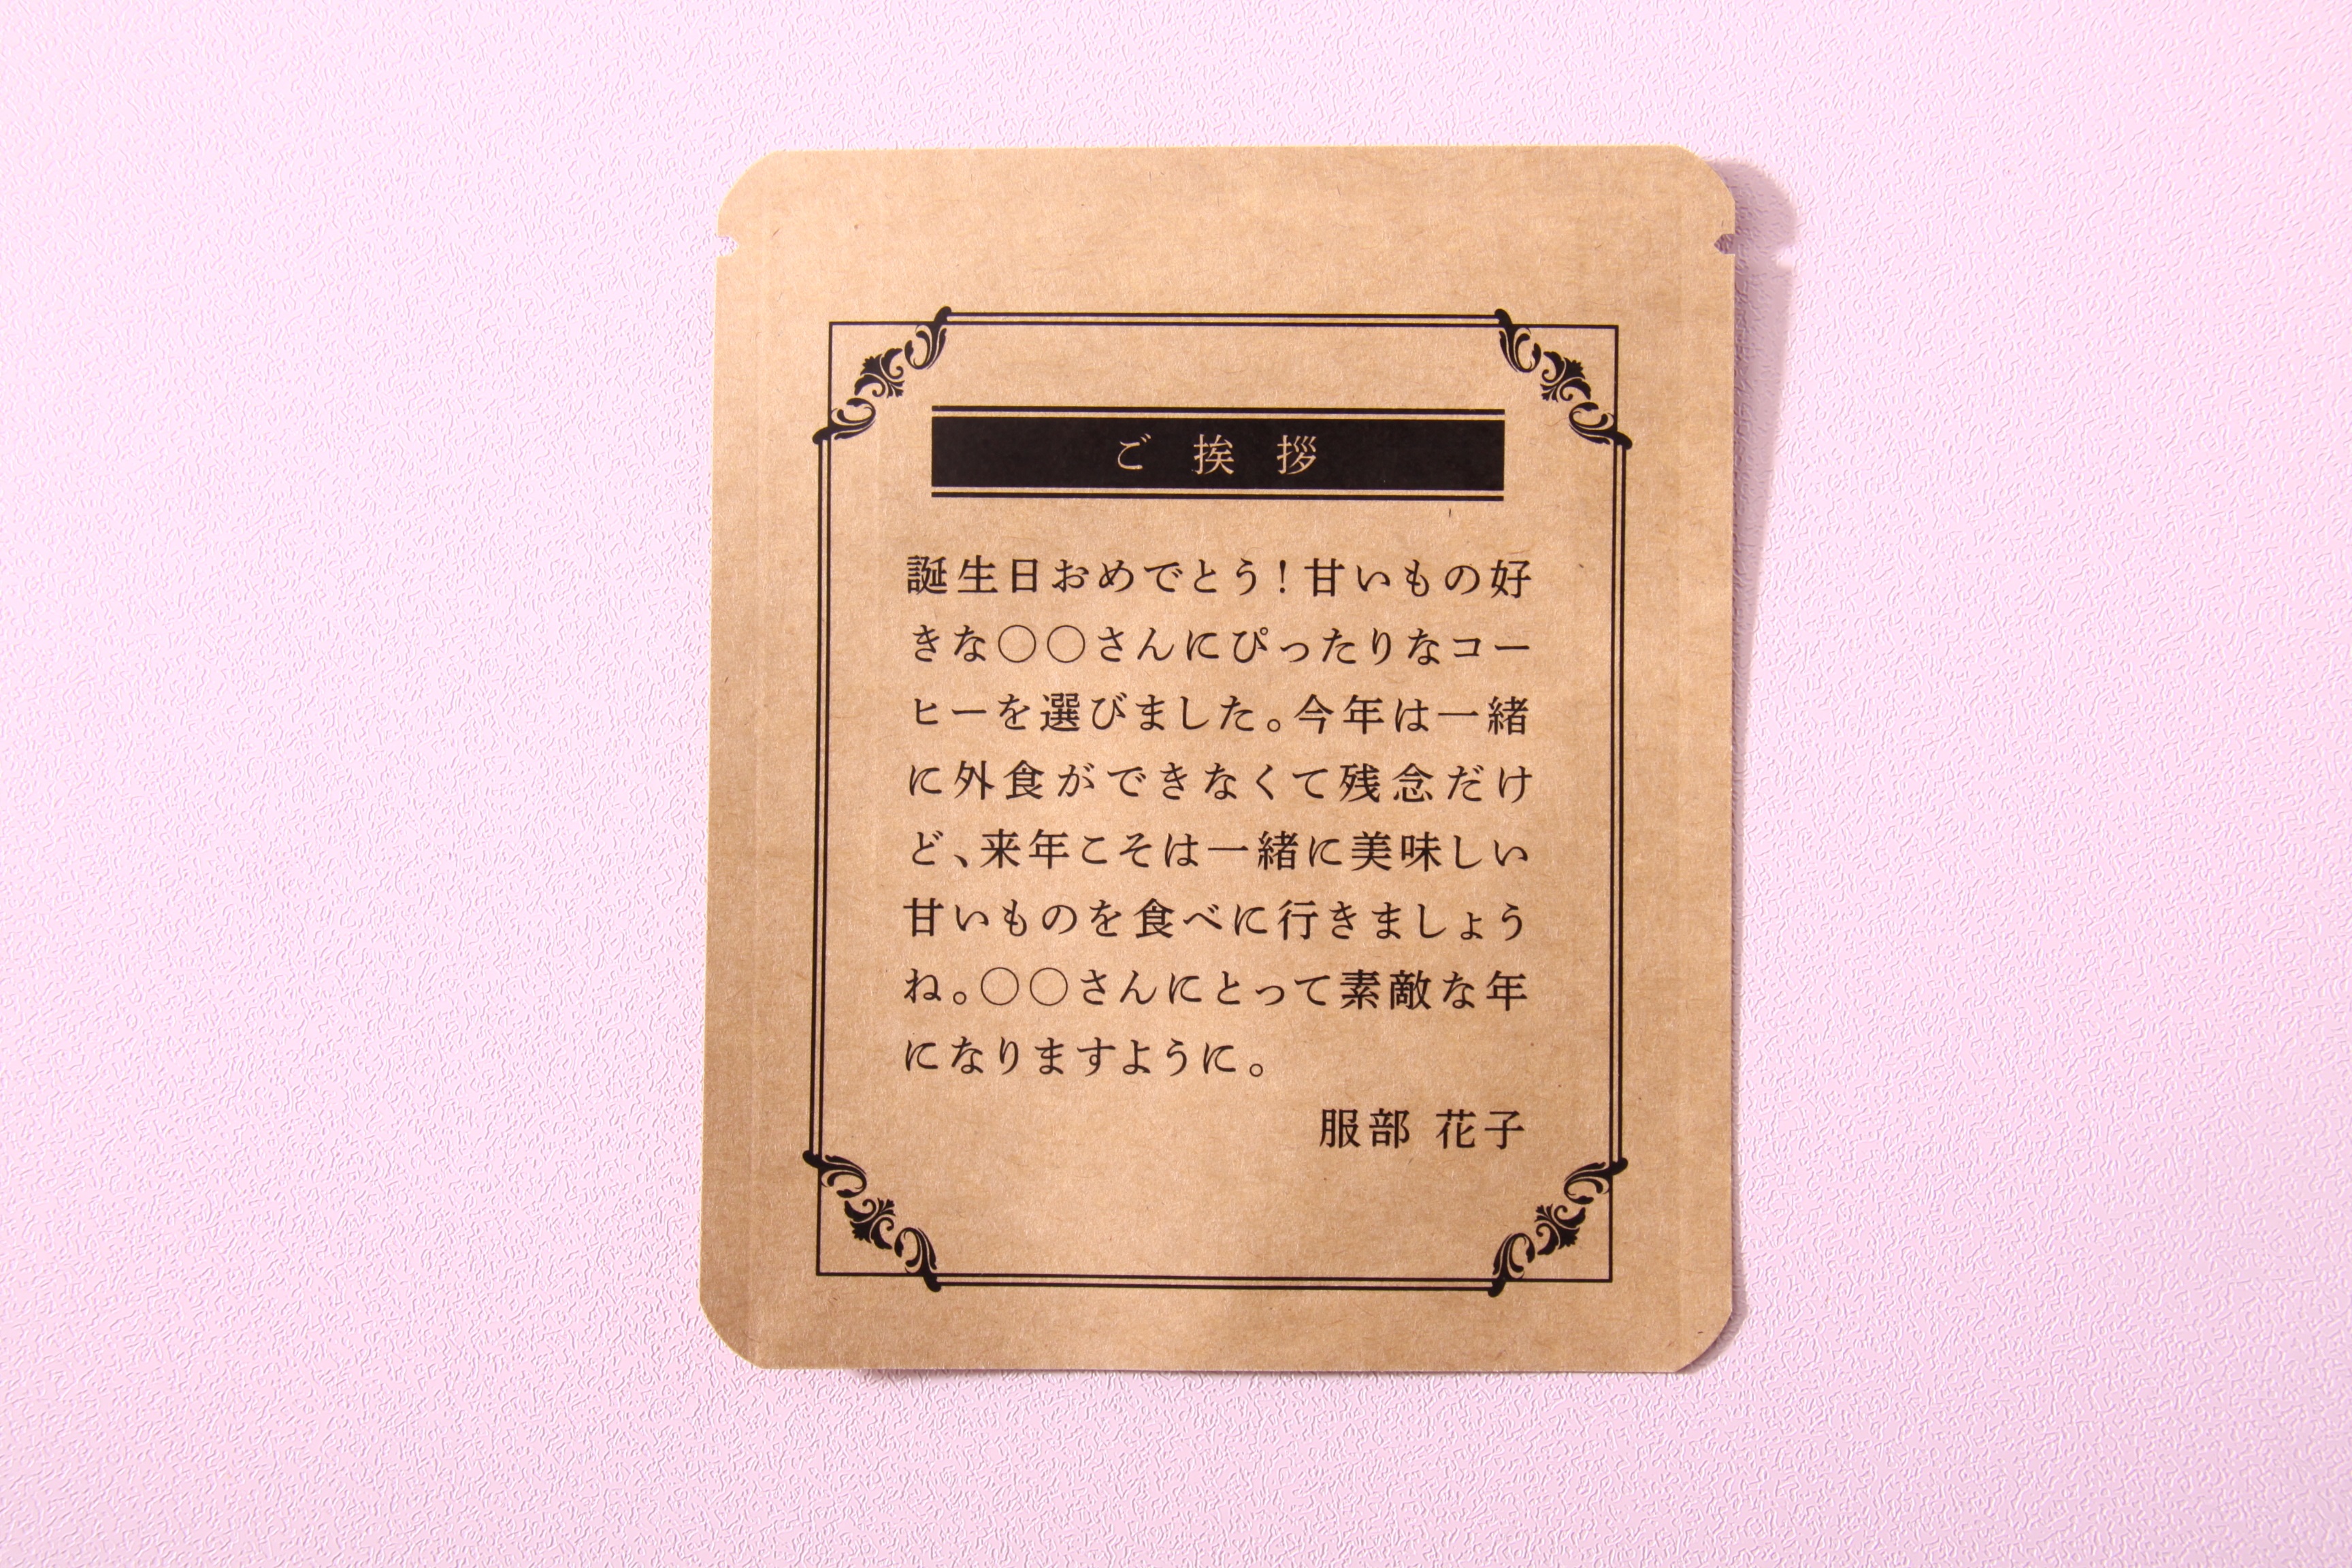 ご挨拶
誕生日おめでとう！甘いもの好
きな〇〇さんにぴったりなコー
ヒーを選びました。今年は一緒
に外食ができなくて残念だけ
ど、来年こそは一緒に美味しい
甘いものを食べに行きましょう
ね。〇〇さんにとって素敵な年
になりますように。
服部 花子